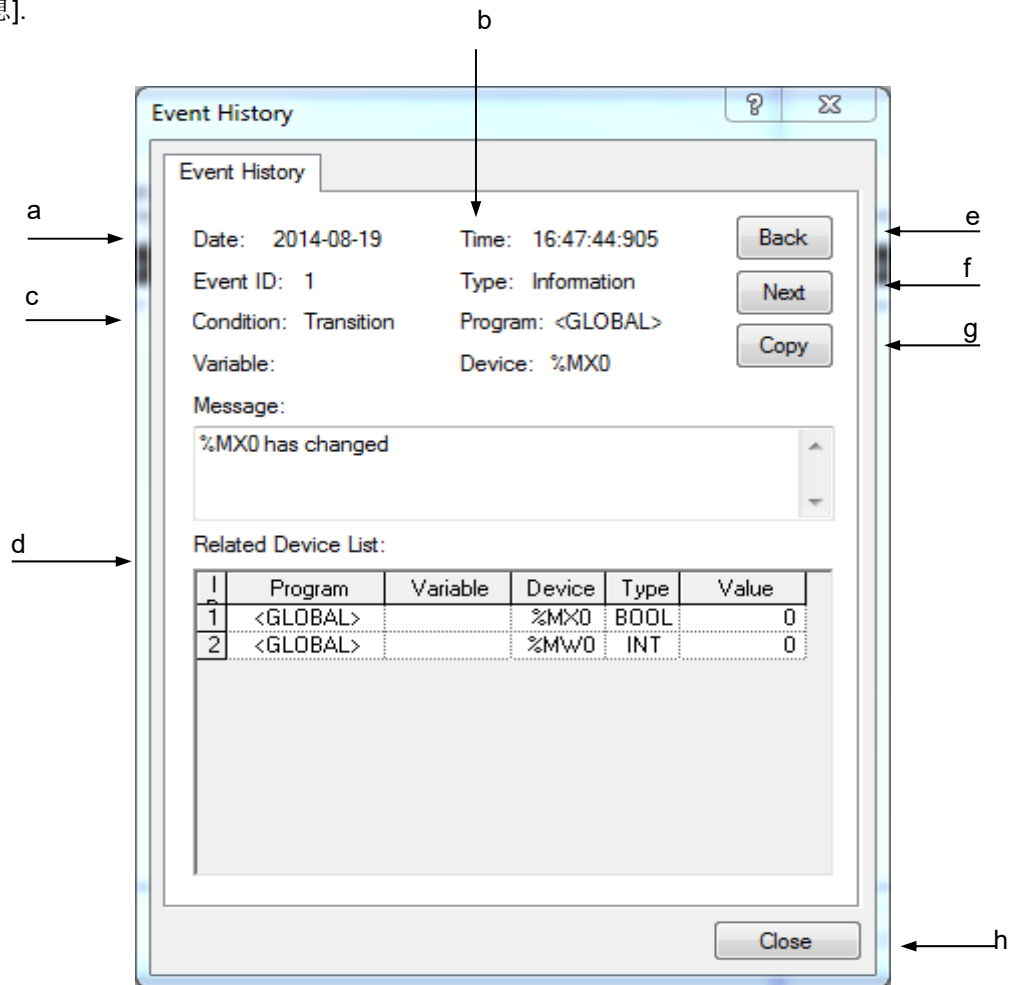 息].
b
Event History
Event History
a
Date: 2014-08-19 Time: 16:47:44:905 Back
e
Event ID: 1 Type: Information Next
f
c
Condition: Transition Program: <GLOBAL>
g
Copy
Variable: Device: %MX0
Message:
%MX0 has changed
d
Related Device List:
Program Variable Device Type Value
1 <GLOBAL> %MX0 BOOL 0
2 <GLOBAL> %MW0 INT 0
Close
h